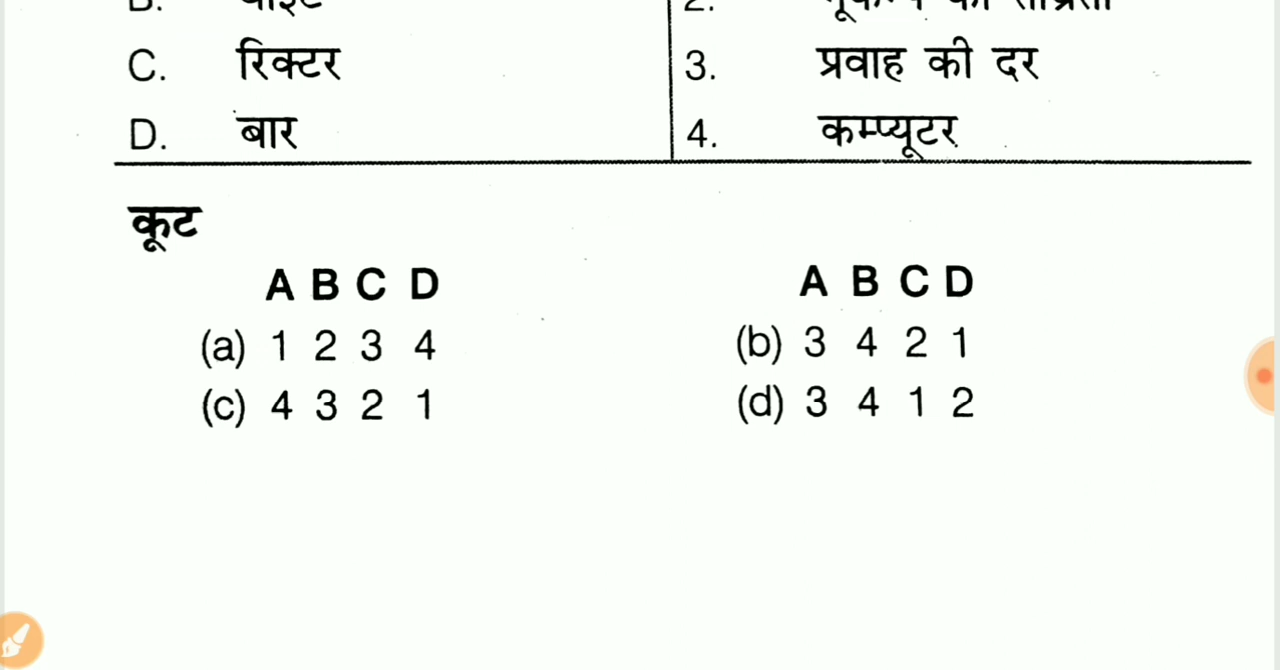 C. रिक्टर 3. प्रवाह की दर
D. बार 4. कम्प्यूटर
कूट
A B C D A B C D
(a) 1 2 3 4 (b) 3 4 2 1
(c) 4 3 2 1 (d) 3 4 1 2